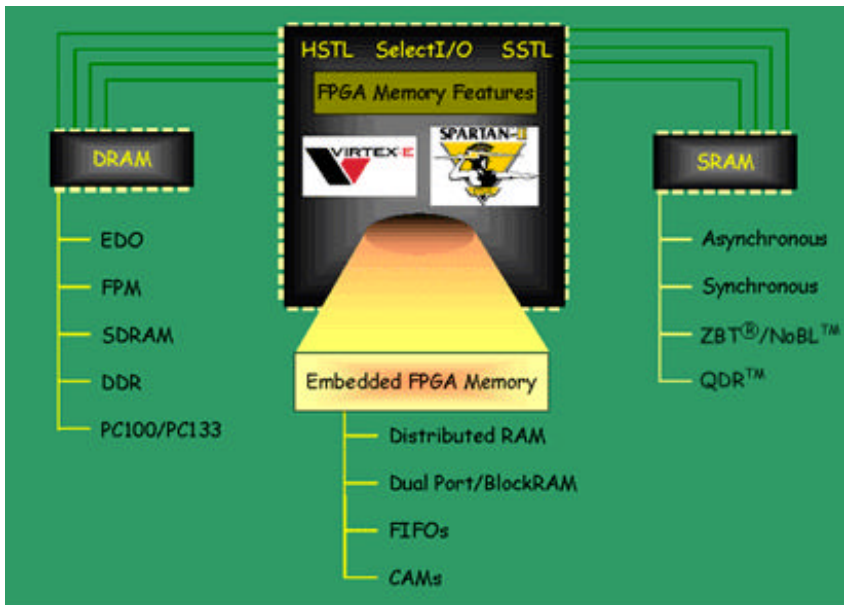 HSTL SelectI/O SSTL
FPGA Memory Features
VIRTEX-E
SPARTAN-II
DRAM
EDO
FPM
SDRAM
DDR
PC100/PC133
SRAM
Asynchronous
Synchronous
ZBT®/NoBL™
QDR™
Embedded FPGA Memory
Distributed RAM
Dual Port/BlockRAM
FIFOs
CAMs